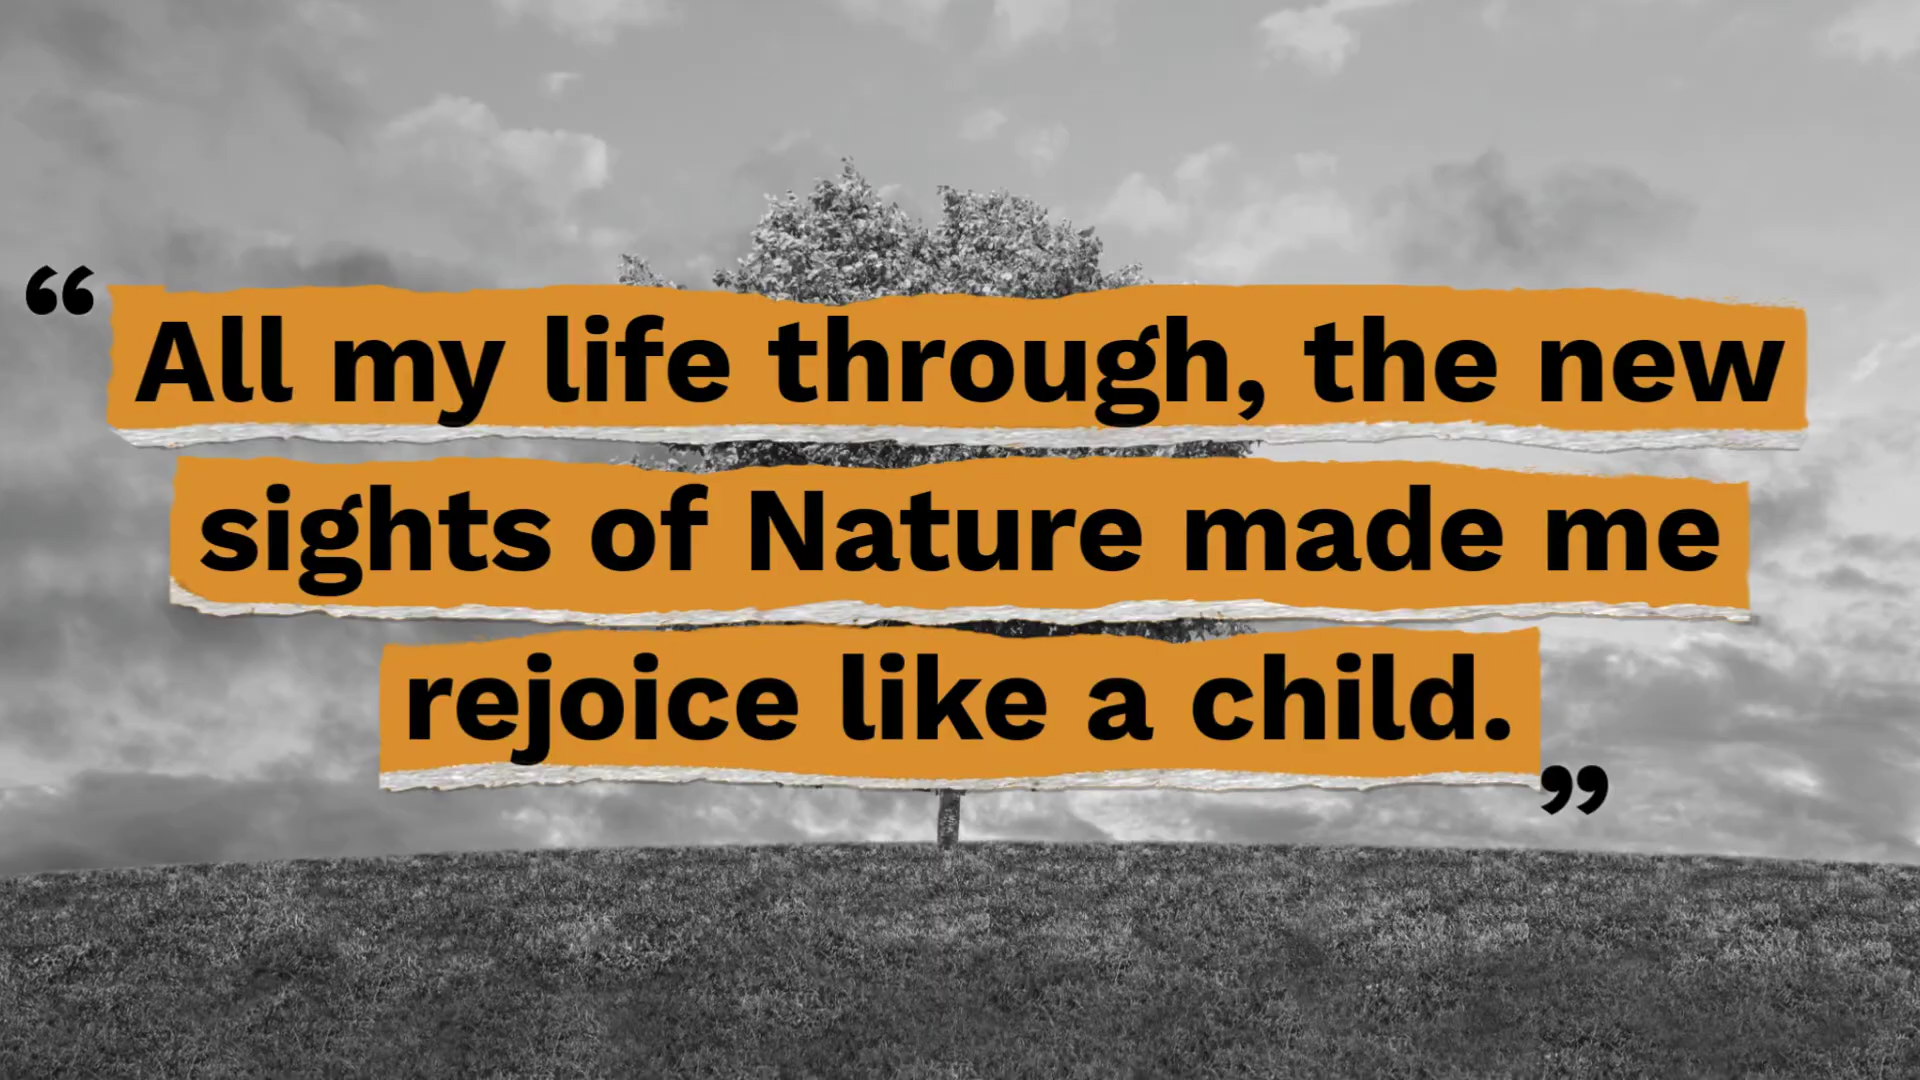 “All my life through, the new
sights of Nature made me
rejoice like a child.”